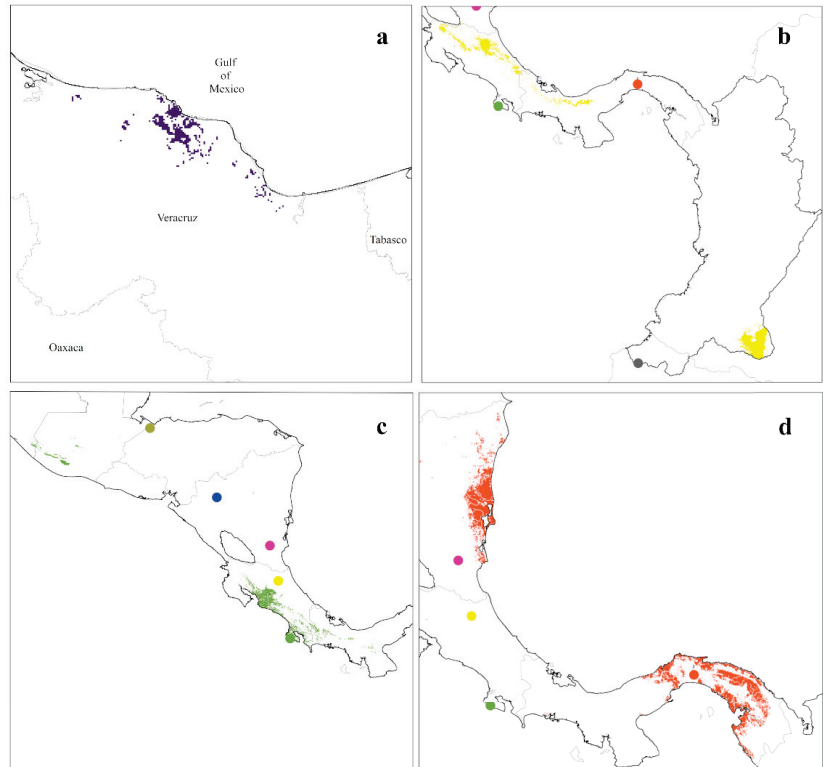 a
Gulf
of
Mexico
Veracruz
Tabasco
Oaxaca
b
c
d